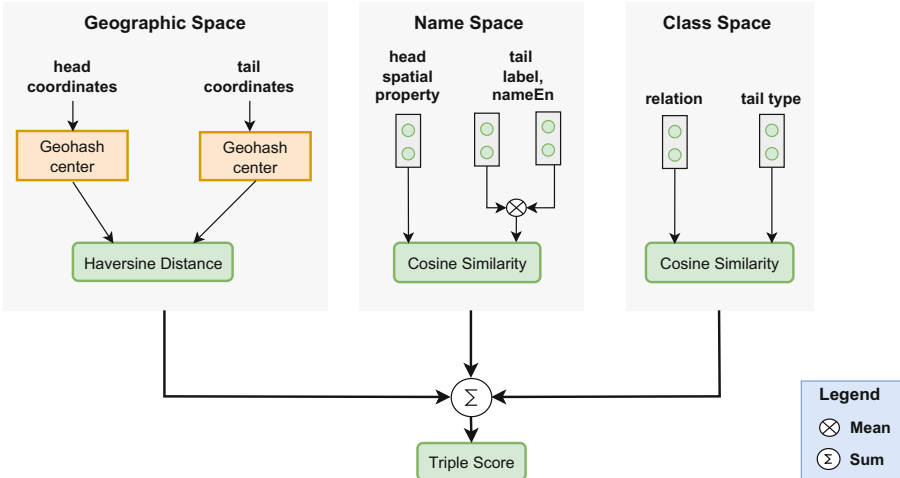 Geographic Space
head
coordinates
tail
coordinates
Geohash
center
Geohash
center
Haversine Distance
Name Space
head
spatial
property
tail
label,
nameEn
Cosine Similarity
Class Space
relation
tail type
Cosine Similarity
Σ
Triple Score
Legend
Mean
Σ Sum